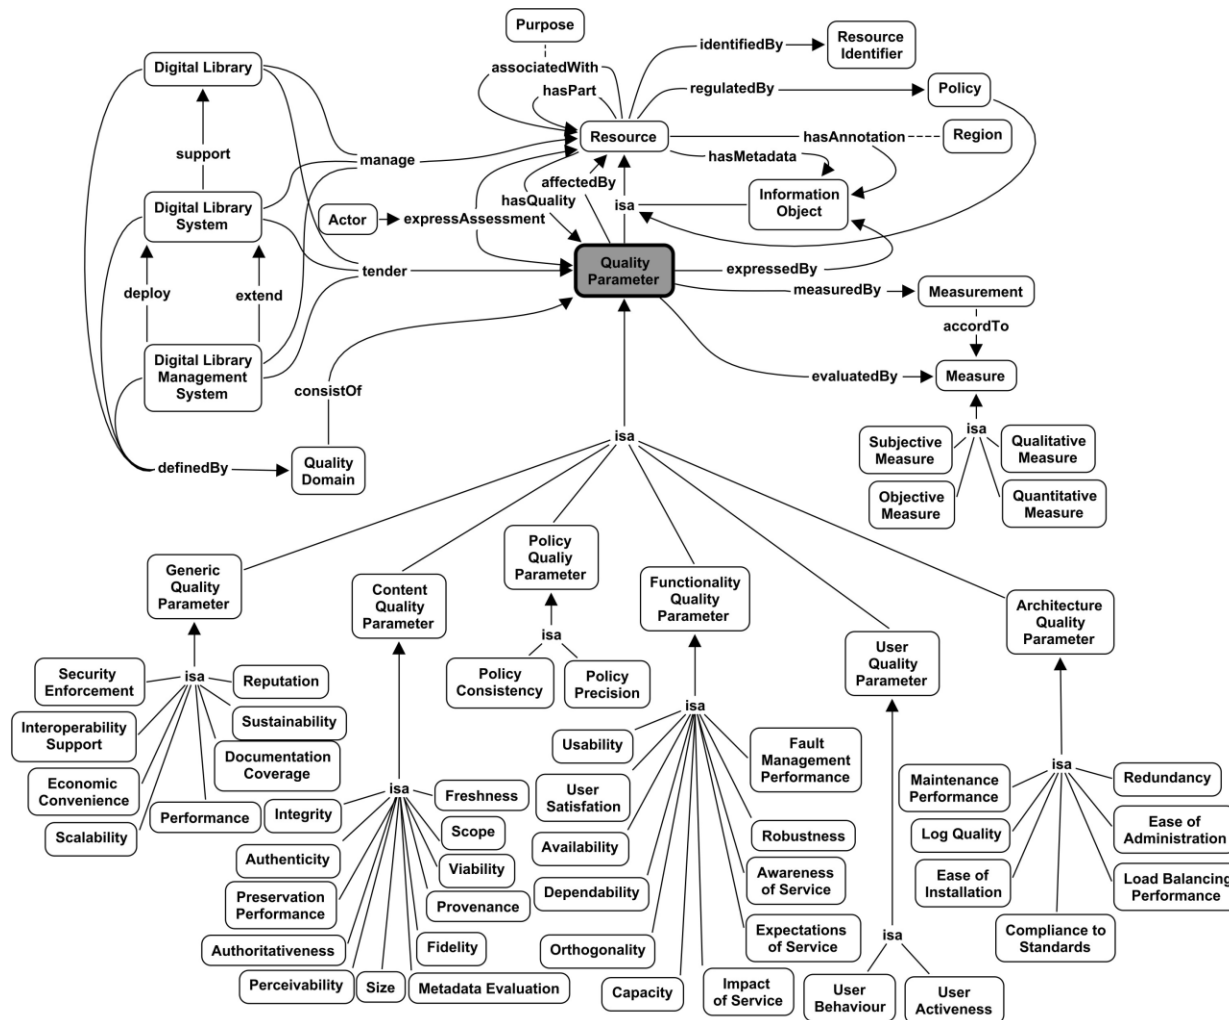 Purpose
Digital Library
associatedWith
hasPart
identifiedBy
Resource
Identifier
regulatedBy
Policy
Resource
hasAnnotation
Region
support
manage
hasMetadata
affectedBy
hasQuality
isa
Information
Object
Digital Library
System
Actor
expressAssessment
Quality
Parameter
tender
expressedBy
deploy
extend
measuredBy
Measurement
accordTo
Digital Library
Management
System
consistOf
evaluatedBy
Measure
isa
isa
Subjective
Measure
Qualitative
Measure
definedBy
Quality
Domain
Objective
Measure
Quantitative
Measure
Generic
Quality
Parameter
Content
Quality
Parameter
Policy
Qualiy
Parameter
Functionality
Quality
Parameter
User
Quality
Parameter
Architecture
Quality
Parameter
isa
Security
Enforcement
Reputation
Interoperability
Support
Sustainability
Economic
Convenience
Documentation
Coverage
Scalability
Performance
isa
Integrity
Freshness
Authenticity
Scope
Viability
Preservation
Performance
Provenance
Authoritativeness
Fidelity
Perceivability
Size
Metadata Evaluation
isa
Policy
Consistency
Policy
Precision
isa
Usability
Fault
Management
Performance
User
Satisfation
Availability
Robustness
Dependability
Awareness
of Service
Orthogonality
Expectations
of Service
Capacity
Impact
of Service
isa
User
Behaviour
User
Activeness
isa
Maintenance
Performance
Redundancy
Log Quality
Ease of
Administration
Ease of
Installation
Load Balancing
Performance
Compliance to
Standards